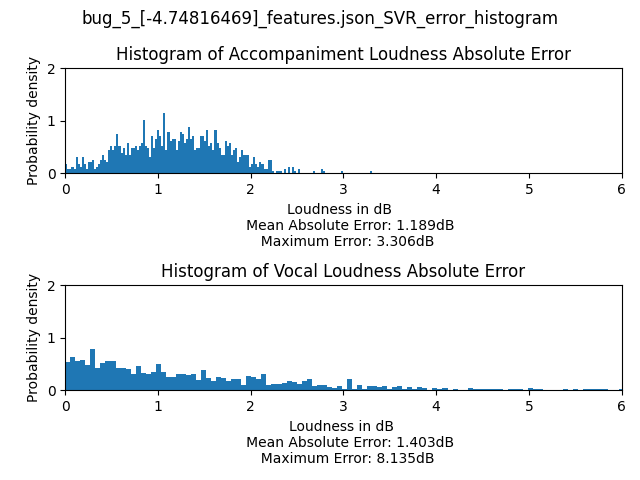 bug_5_[-4.74816469]_features.json_SVR_error_histogram
Histogram of Accompaniment Loudness Absolute Error
Probability density
2
1
0
0 1 2 3 4 5 6
Loudness in dB
Mean Absolute Error: 1.189dB
Maximum Error: 3.306dB
Histogram of Vocal Loudness Absolute Error
Probability density
2
1
0
0 1 2 3 4 5 6
Loudness in dB
Mean Absolute Error: 1.403dB
Maximum Error: 8.135dB